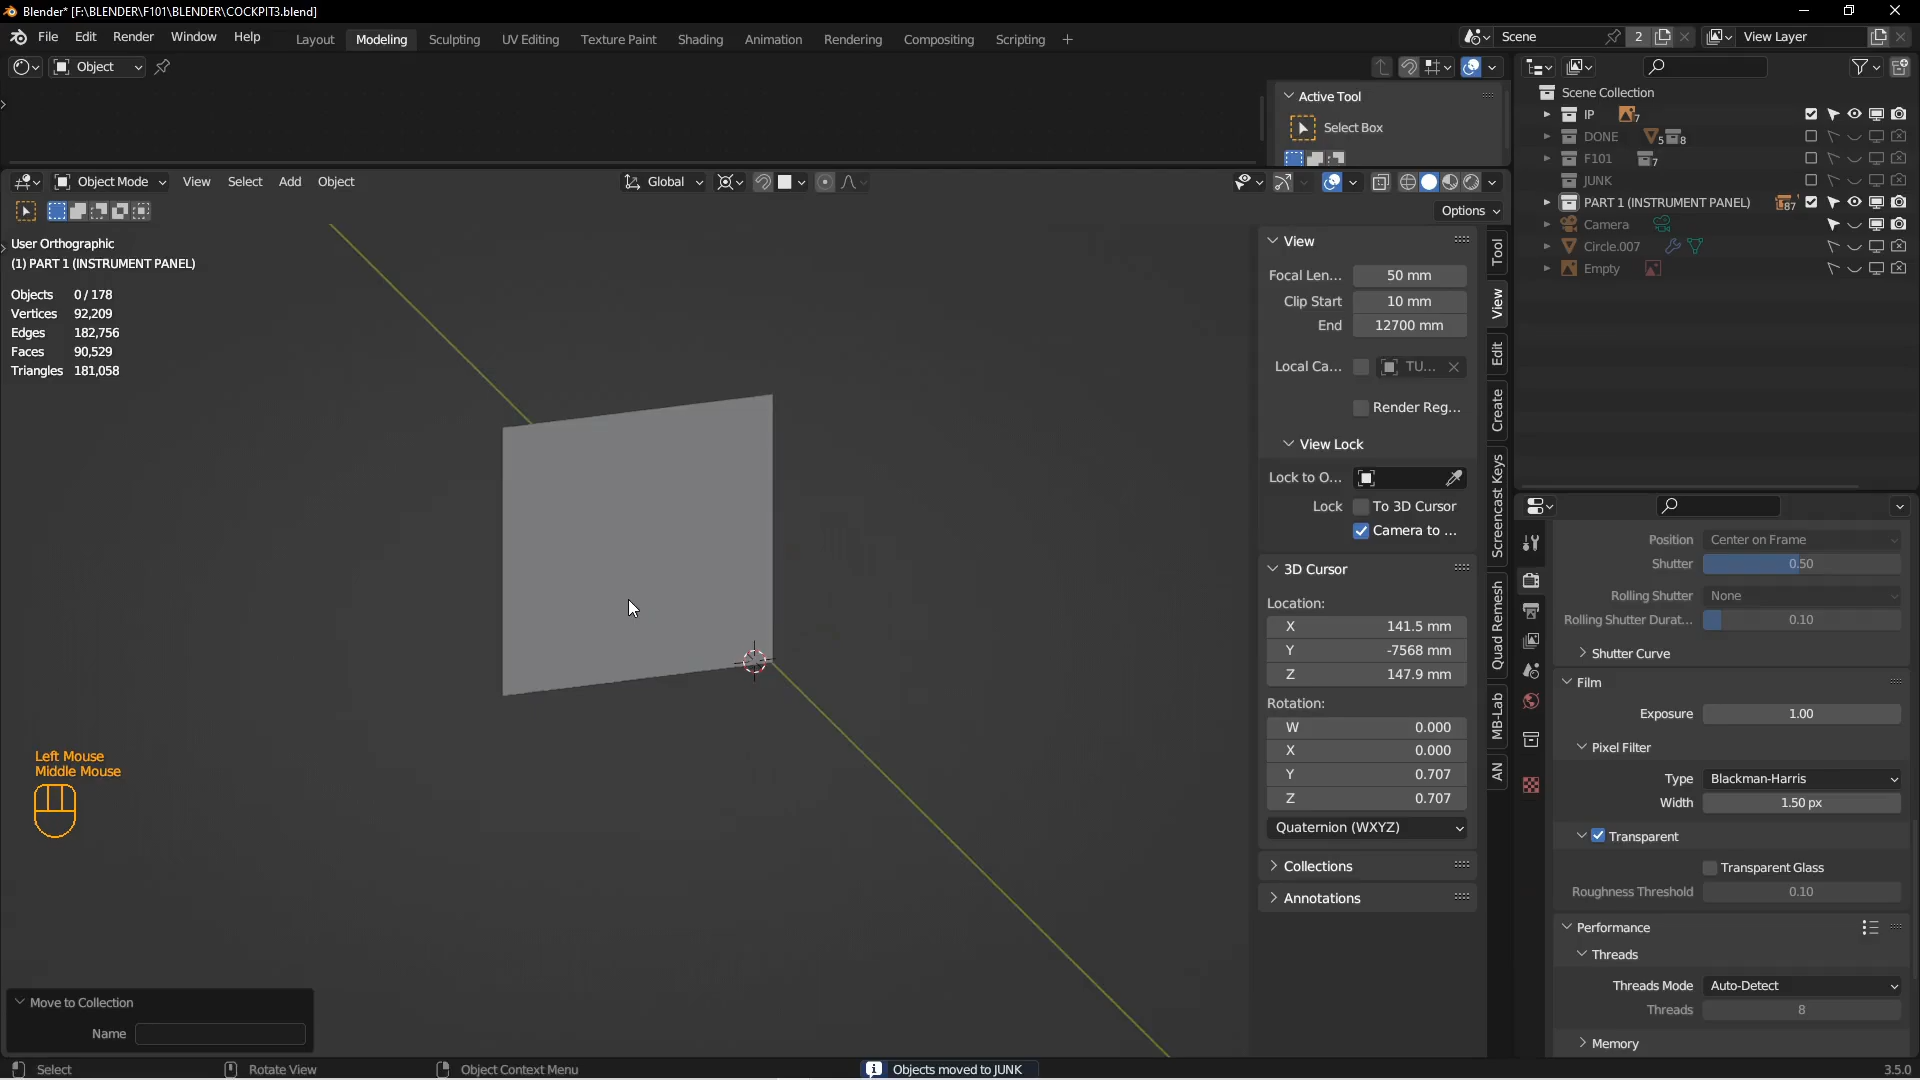 Blender* [F:\BLENDER\F101\BLENDER\COCKPIT3.blend]
File Edit Render Window Help
Layout Modeling Sculpting UV Editing Texture Paint Shading Animation Rendering Compositing Scripting +
Scene 2 View Layer
Object
Active Tool
Select Box
Object Mode View Select Add Object Global
Options
User Orthographic
(1) PART 1 (INSTRUMENT PANEL)
Objects 0 / 178
Vertices 92,209
Edges 182,756
Faces 90,529
Triangles 181,058
Left Mouse
Middle Mouse
Move to Collection
Name
View
Focal Len... 50 mm
Clip Start 10 mm
End 12700 mm
Local Ca... TU...
Render Reg...
View Lock
Lock to O...
Lock To 3D Cursor
Camera to ...
3D Cursor
Location:
X 141.5 mm
Y -7568 mm
Z 147.9 mm
Rotation:
W 0.000
X 0.000
Y 0.707
Z 0.707
Quaternion (WXYZ)
Collections
Annotations
Tool
View
Edit
Create
Screencast Keys
Quad Remesh
MB-Lab
AN
Scene Collection
IP 7
DONE 5 8
F101 7
JUNK
PART 1 (INSTRUMENT PANEL) 87
Camera
Circle.007
Empty
Position Center on Frame
Shutter 0.50
Rolling Shutter None
Rolling Shutter Durat... 0.10
Shutter Curve
Film
Exposure 1.00
Pixel Filter
Type Blackman-Harris
Width 1.50 px
Transparent
Transparent Glass
Roughness Threshold 0.10
Performance
Threads
Threads Mode Auto-Detect
Threads 8
Memory
Select Rotate View Object Context Menu Objects moved to JUNK 3.5.0